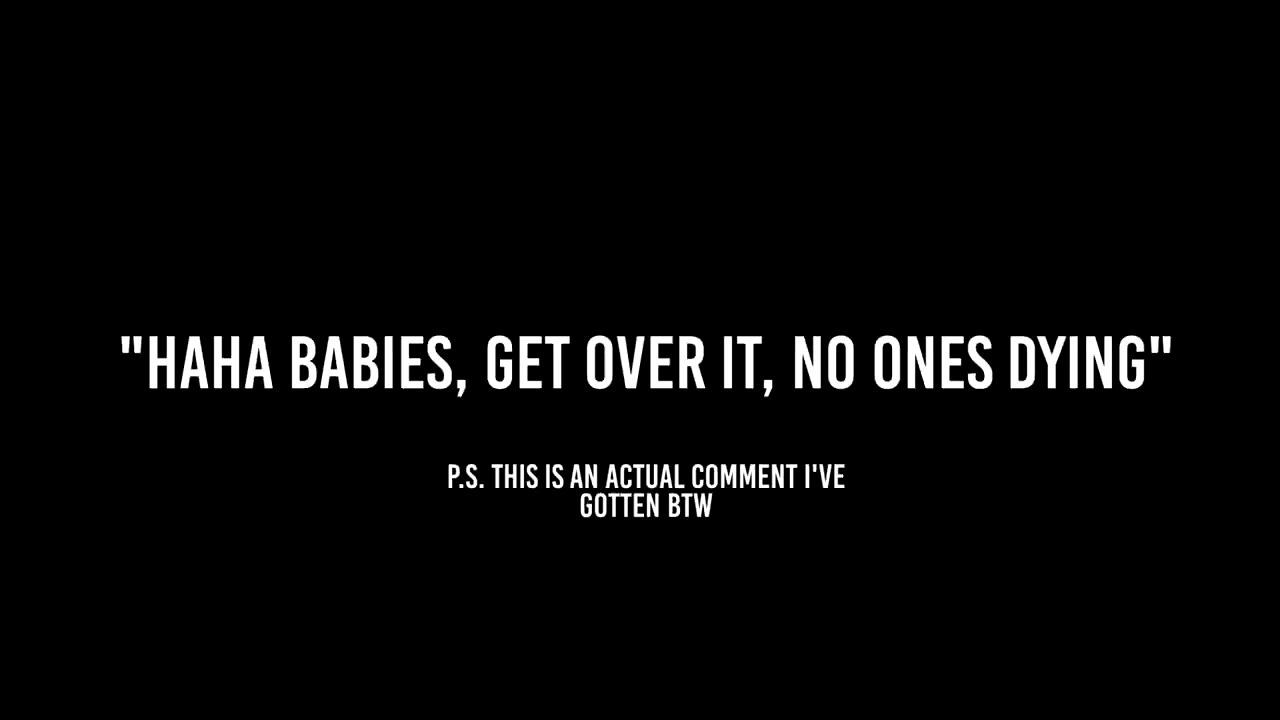 "HAHA BABIES, GET OVER IT, NO ONES DYING"
P.S. THIS IS AN ACTUAL COMMENT I'VE
GOTTEN BTW